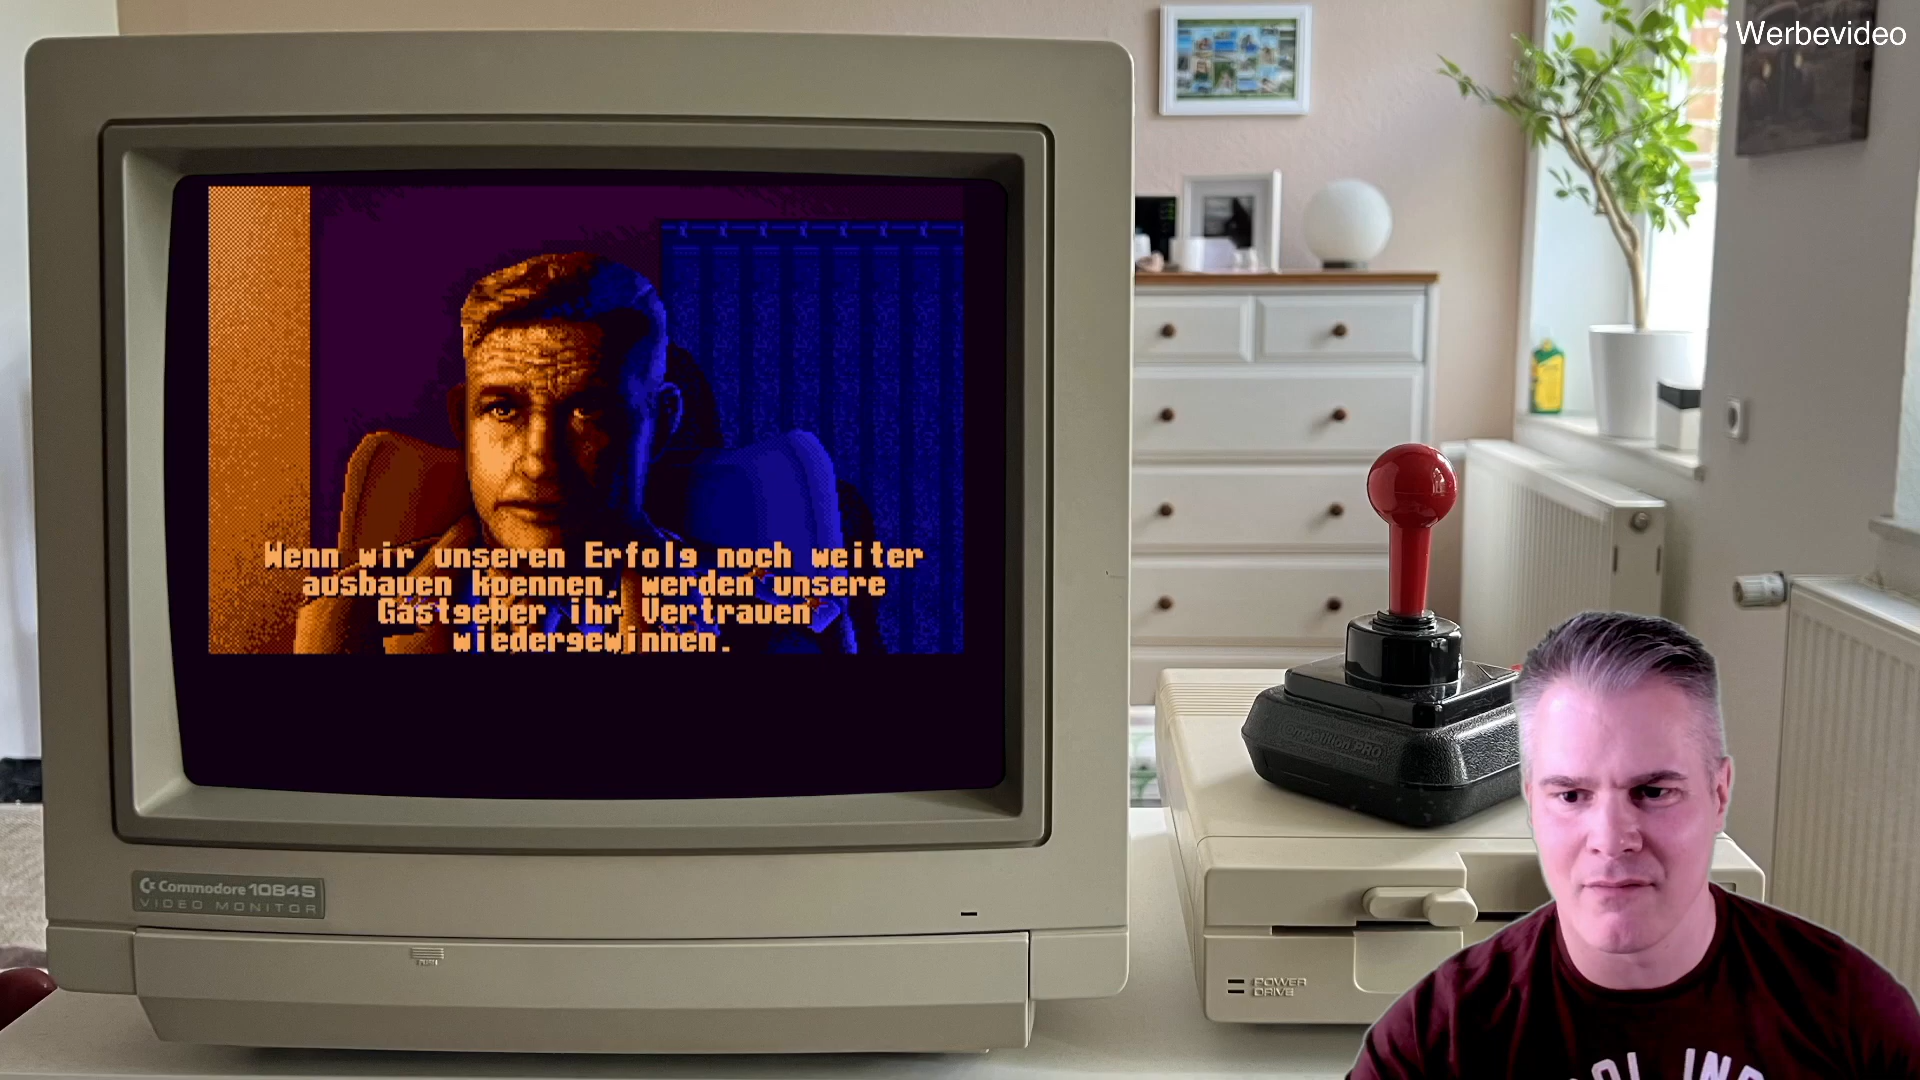 Werbevideo
Wenn wir unseren Erfolg noch weiter
ausbauen koennen, werden unsere
Gastgeber ihr Vertrauen
wiedergewinnen.
Commodore 1084S
VIDEO MONITOR
Competition PRO
POWER
DRIVE